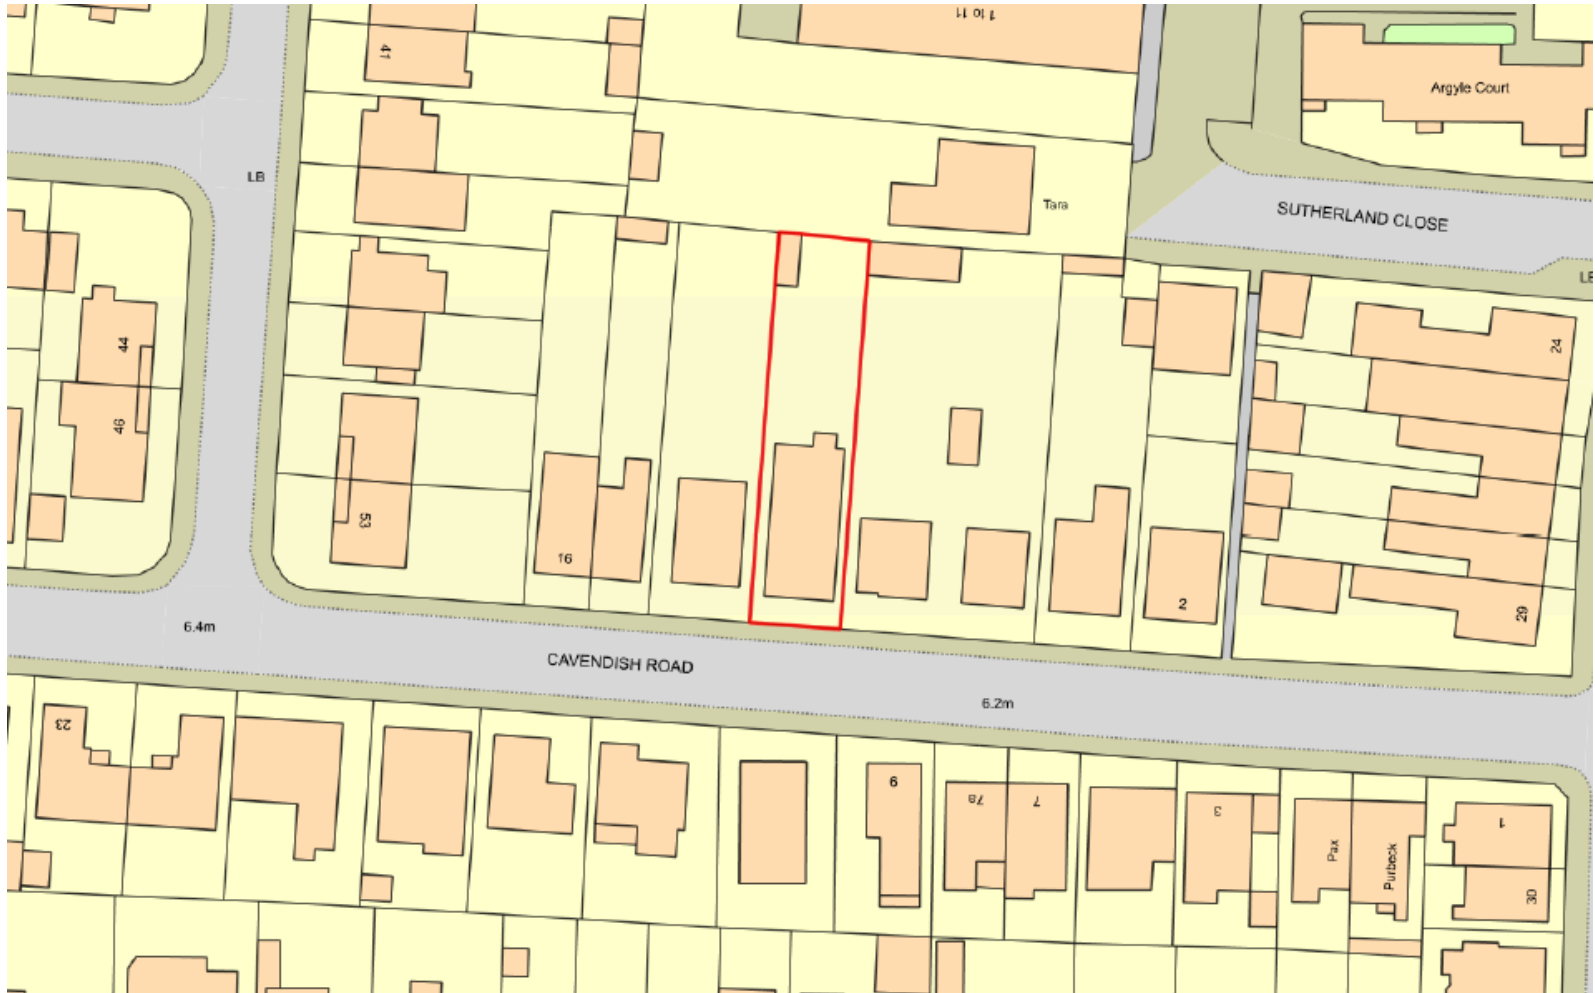 1 to 11
41
Argyle Court
LB
Tara
SUTHERLAND CLOSE
LB
44
24
46
53
16
2
29
6.4m
CAVENDISH ROAD
6.2m
23
9
7a
7
3
1
Pax
Purbeck
30